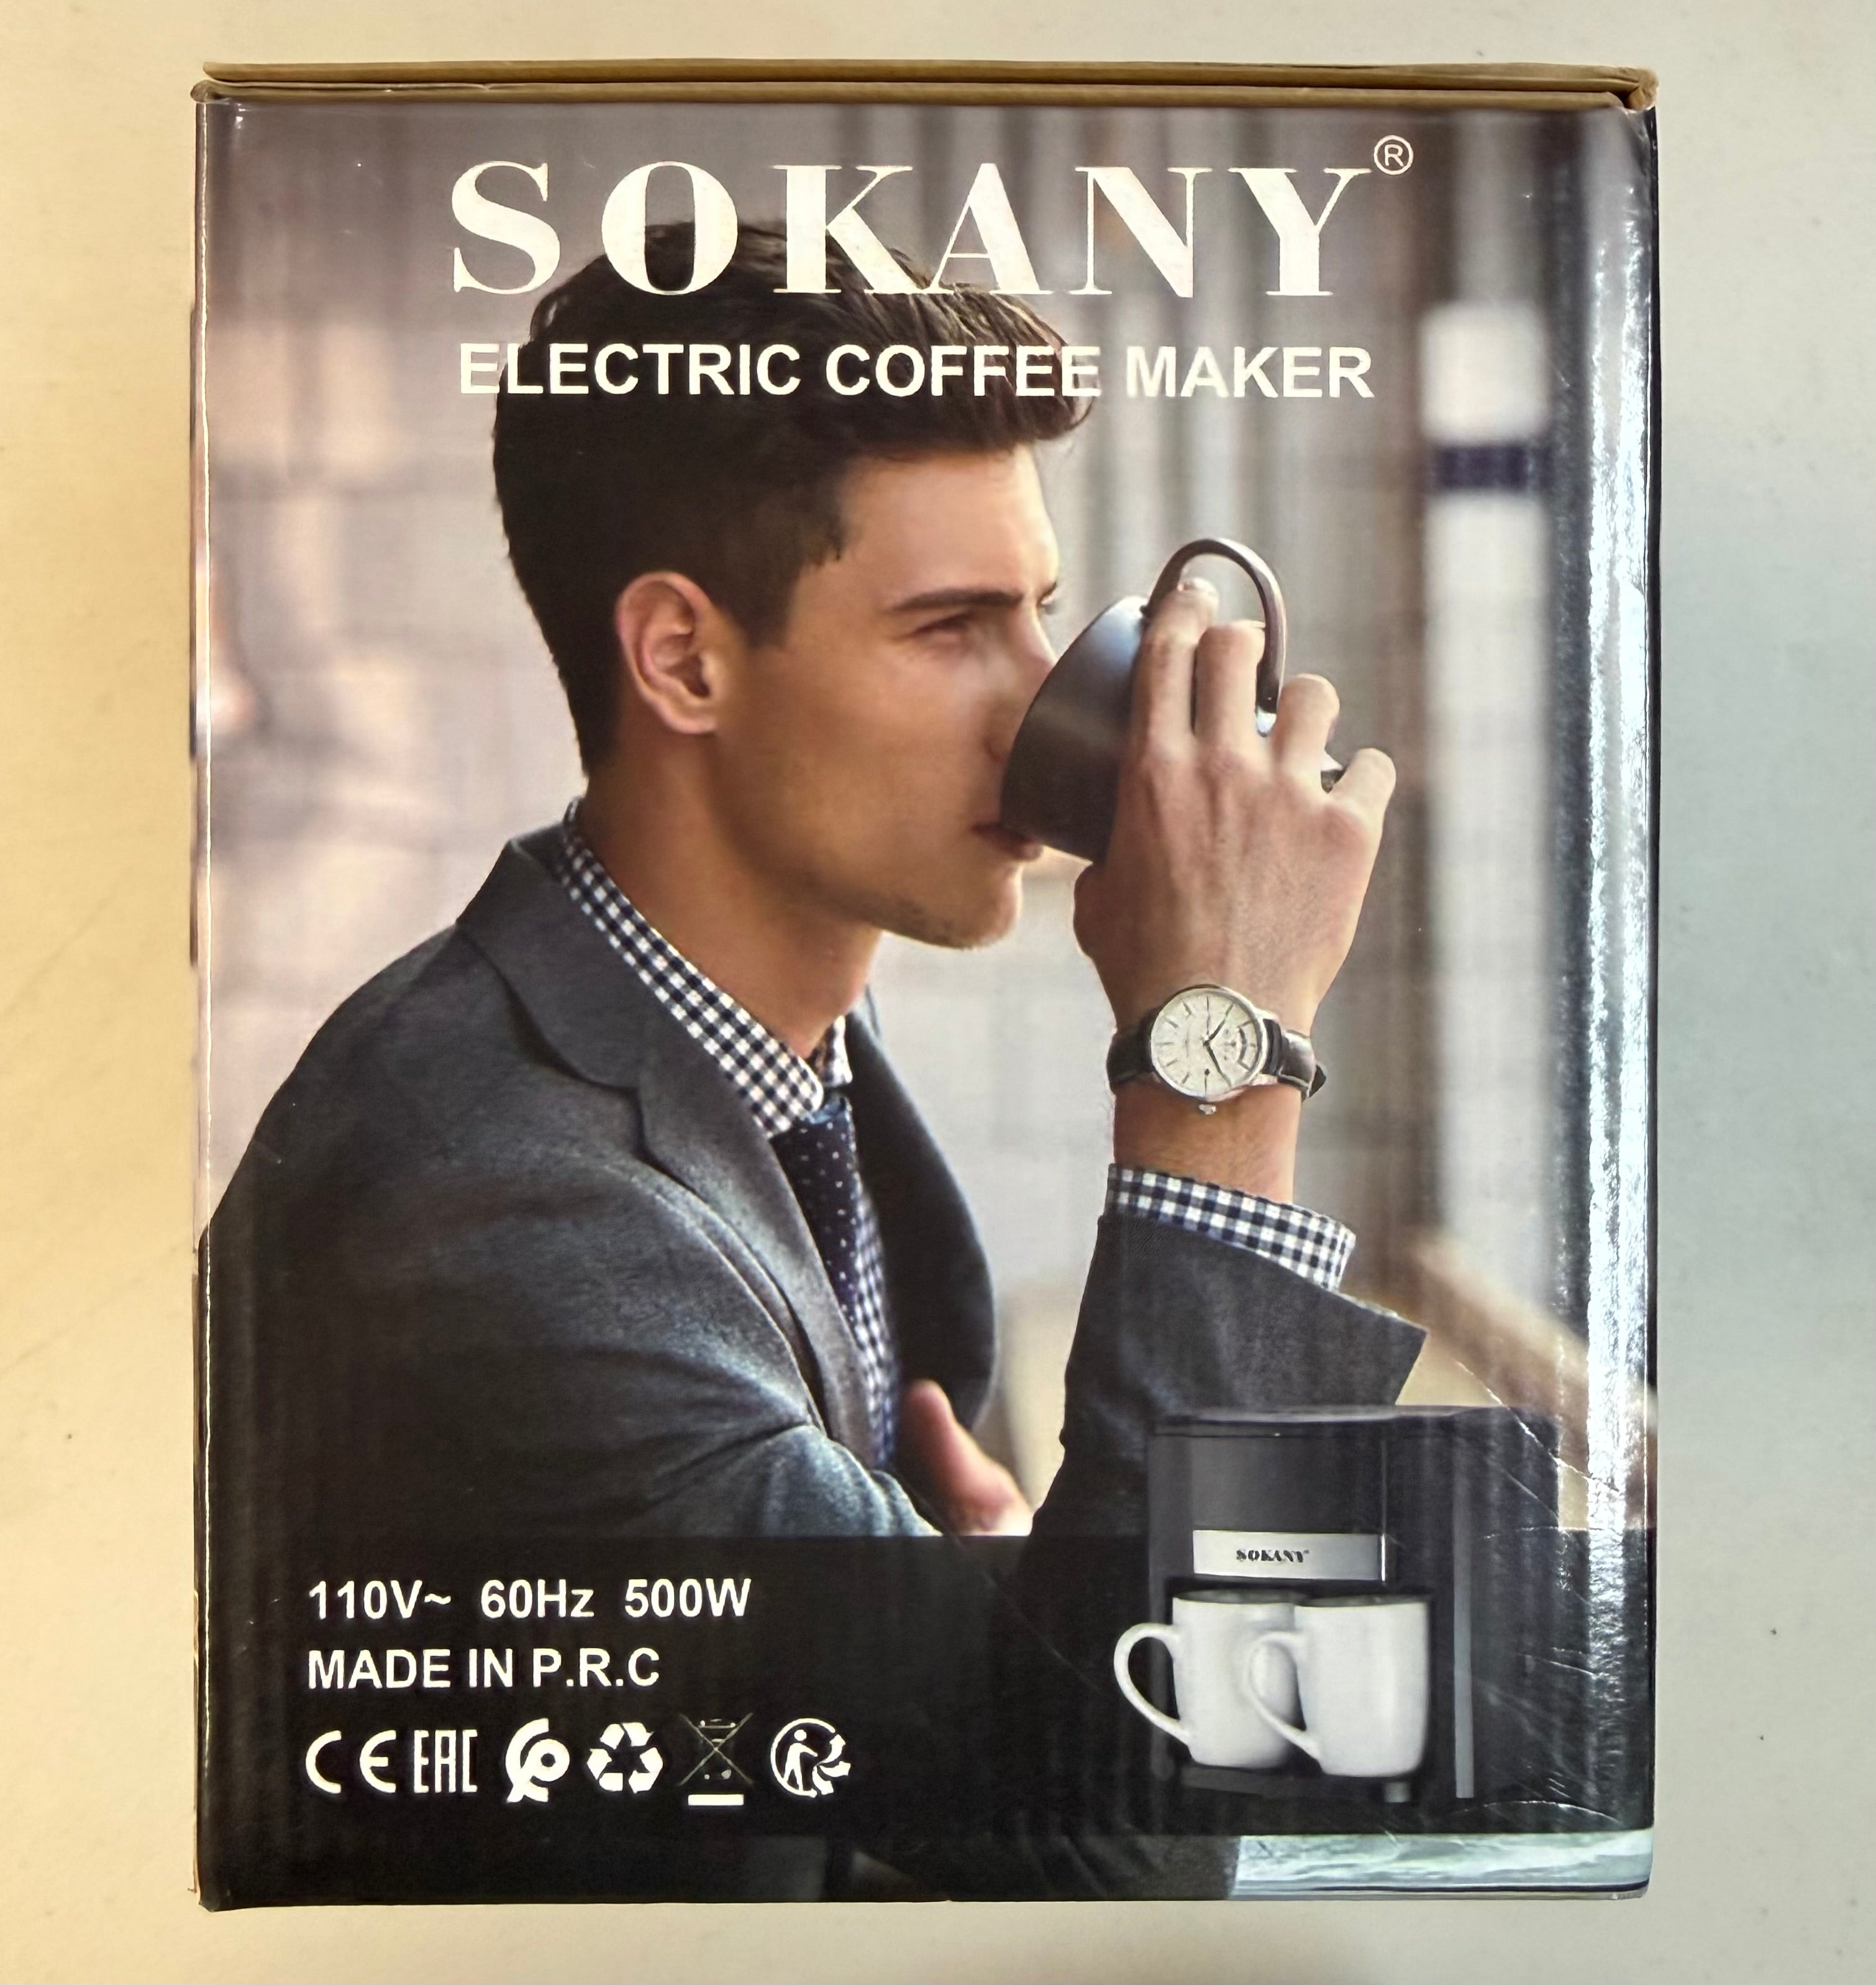 SOKANY®
ELECTRIC COFFEE MAKER
SOKANY
110V~ 60Hz 500W
MADE IN P.R.C
CE EAC